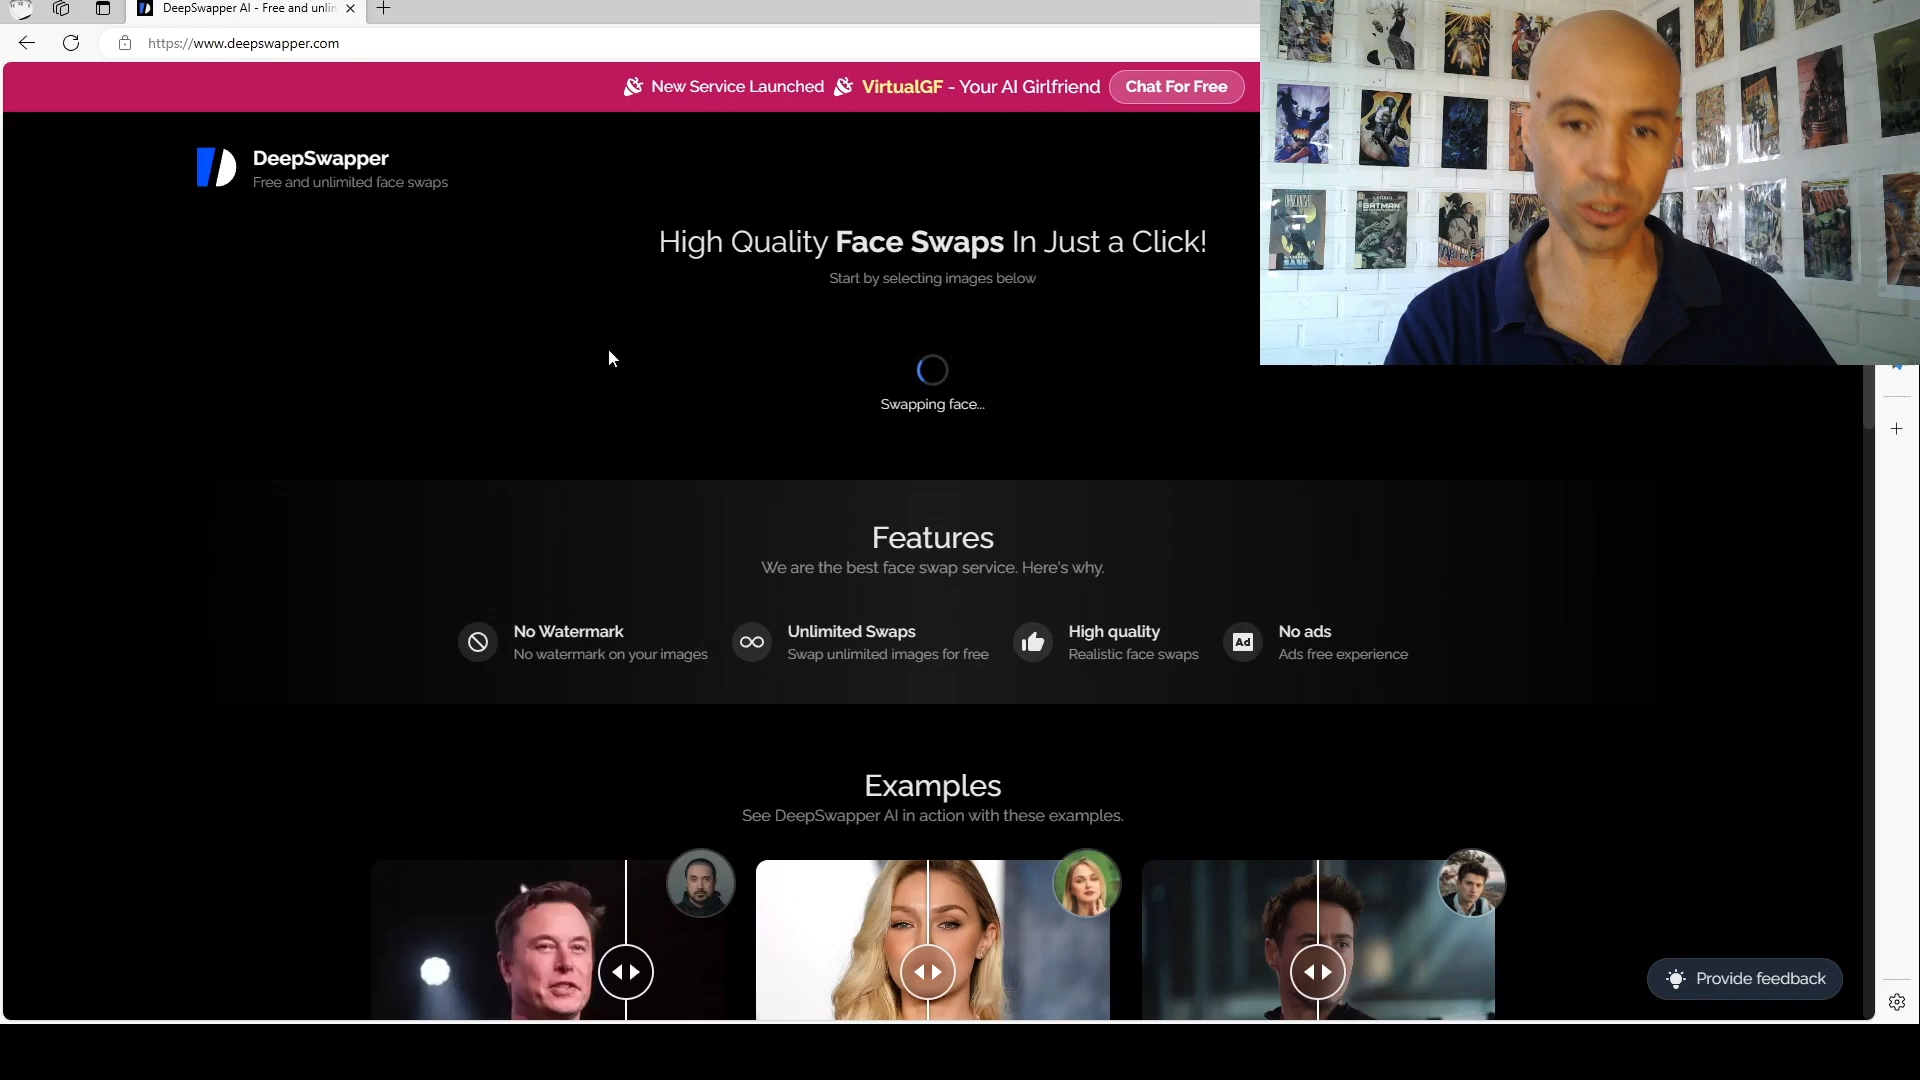 DeepSwapper AI - Free and unlin
https://www.deepswapper.com
New Service Launched VirtualGF - Your AI Girlfriend Chat For Free
DeepSwapper
Free and unlimited face swaps
High Quality Face Swaps In Just a Click!
Start by selecting images below
Swapping face...
BATMAN
Features
We are the best face swap service. Here's why.
No Watermark
No watermark on your images
Unlimited Swaps
Swap unlimited images for free
High quality
Realistic face swaps
Ad
No ads
Ads free experience
Examples
See DeepSwapper AI in action with these examples.
Provide feedback